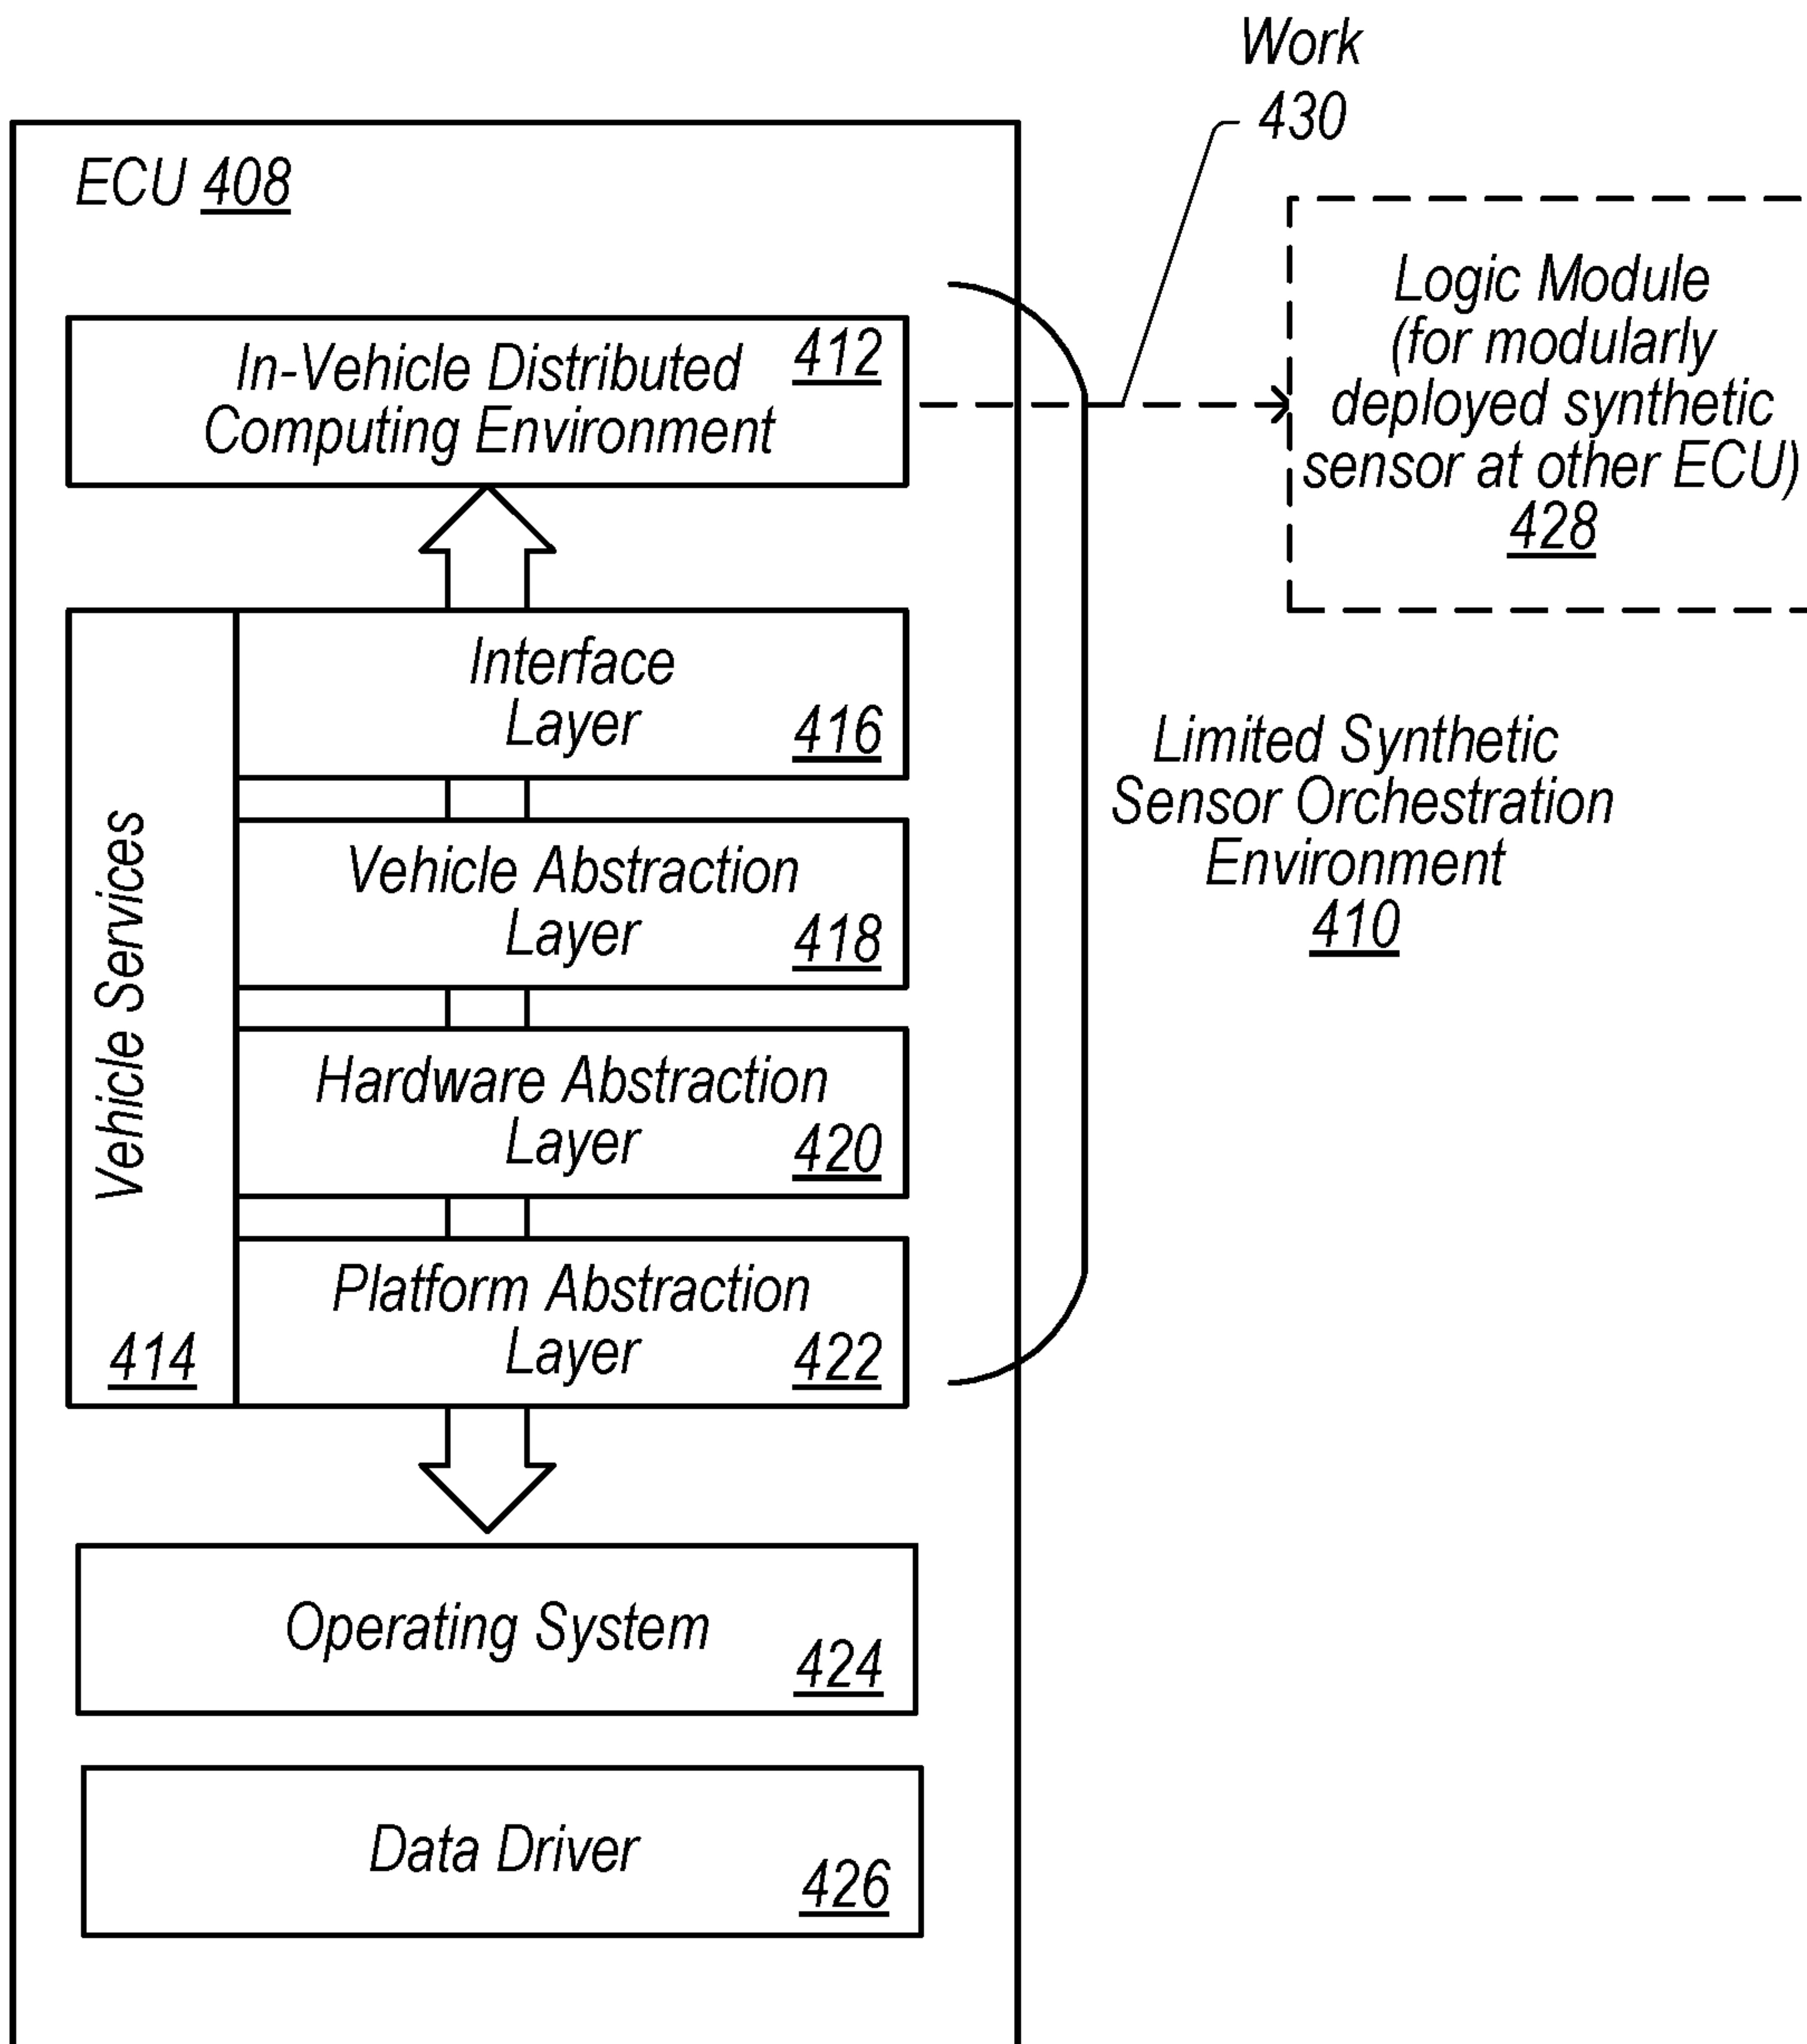 Work
430
ECU 408
In-Vehicle Distributed
Computing Environment
412
Logic Module
(for modularly
deployed synthetic
sensor at other ECU)
428
Vehicle Services
414
Interface
Layer
416
Vehicle Abstraction
Layer
418
Hardware Abstraction
Layer
420
Platform Abstraction
Layer
422
Limited Synthetic
Sensor Orchestration
Environment
410
Operating System
424
Data Driver
426